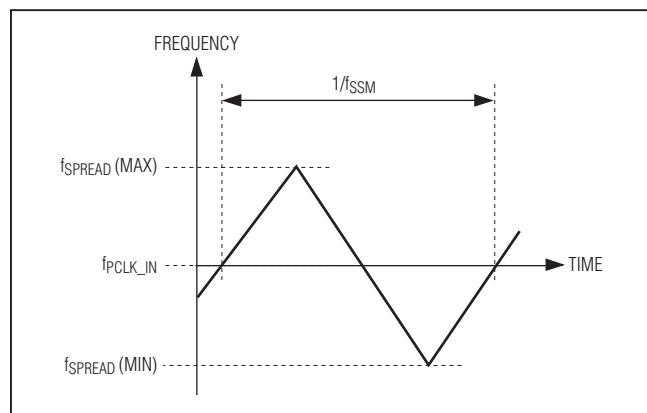 FREQUENCY
1/fSSM
fSPREAD (MAX)
fPCLK_IN
TIME
fSPREAD (MIN)